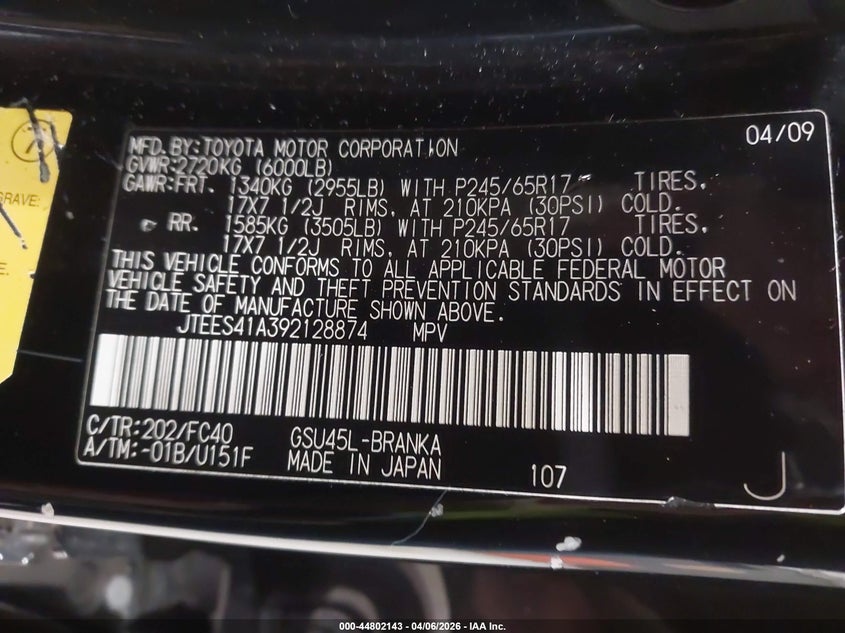 MFD.BY:TOYOTA MOTOR CORPORATION 04/09
GVWR:2720KG (6000LB)
GAWR:FRT. 1340KG (2955LB) WITH P245/65R17 TIRES,
17X7 1/2J RIMS, AT 210KPA (30PSI) COLD.
RR. 1585KG (3505LB) WITH P245/65R17 TIRES,
17X7 1/2J RIMS, AT 210KPA (30PSI) COLD.
THIS VEHICLE CONFORMS TO ALL APPLICABLE FEDERAL MOTOR
VEHICLE SAFETY AND THEFT PREVENTION STANDARDS IN EFFECT ON
THE DATE OF MANUFACTURE SHOWN ABOVE.
JTEES41A392128874 MPV
C/TR:202/FC40 GSU45L-BRANKA
A/TM:-01B/U151F MADE IN JAPAN 107 J
GRAVE:
E.
000-44802143 - 04/06/2026 - IAA Inc.